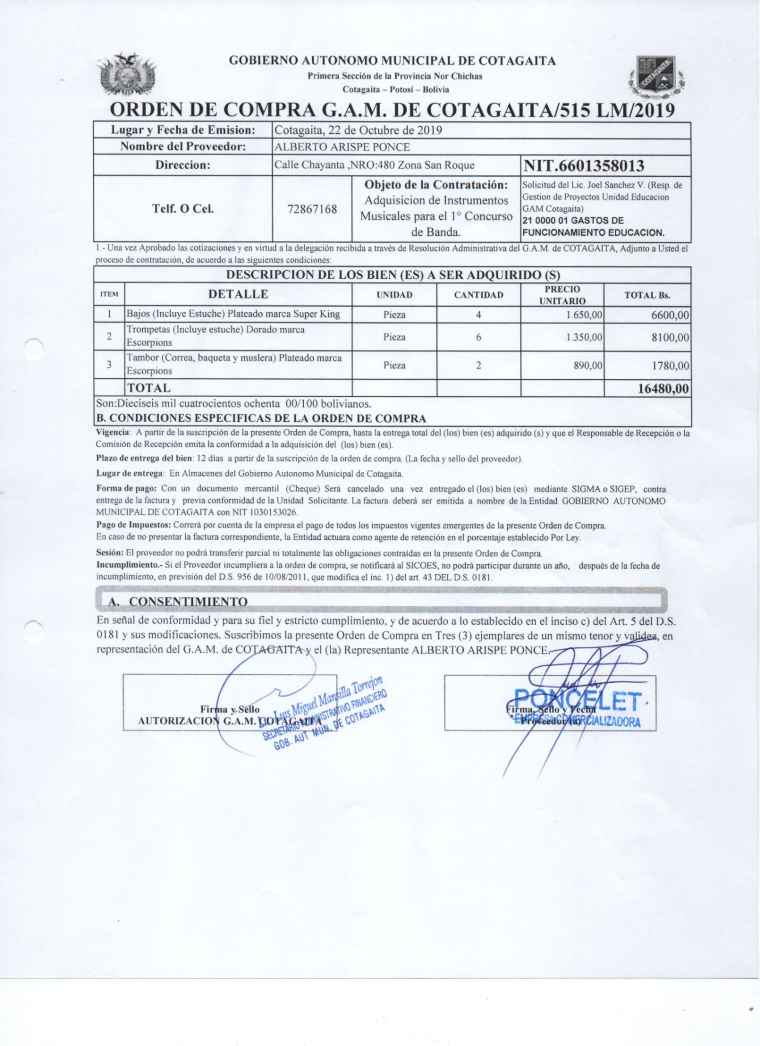 GOBIERNO AUTONOMO MUNICIPAL DE COTAGAITA
Primera Sección de la Provincia Nor Chichas
Cotagaita – Potosí – Bolivia
COTAGAITA
ORDEN DE COMPRA G.A.M. DE COTAGAITA/515 LM/2019
Lugar y Fecha de Emision: Cotagaita, 22 de Octubre de 2019
Nombre del Proveedor: ALBERTO ARISPE PONCE
Direccion: Calle Chayanta ,NRO:480 Zona San Roque NIT.6601358013
Telf. O Cel. 72867168
Objeto de la Contratación:
Adquisicion de Instrumentos
Musicales para el 1° Concurso
de Banda.
Solicitud del Lic. Joel Sanchez V. (Resp. de
Gestion de Proyectos Unidad Educacion
GAM Cotagaita)
21 0000 01 GASTOS DE
FUNCIONAMIENTO EDUCACION.
1.- Una vez Aprobado las cotizaciones y en virtud a la delegación recibida a través de Resolución Administrativa del G.A.M. de COTAGAITA, Adjunto a Usted el
proceso de contratación, de acuerdo a las siguientes condiciones:
DESCRIPCION DE LOS BIEN (ES) A SER ADQUIRIDO (S)
ITEM DETALLE UNIDAD CANTIDAD PRECIO UNITARIO TOTAL Bs.
1 Bajos (Incluye Estuche) Plateado marca Super King Pieza 4 1.650,00 6600,00
2 Trompetas (Incluye estuche) Dorado marca
Escorpions Pieza 6 1.350,00 8100,00
3 Tambor (Correa, baqueta y muslera) Plateado marca
Escorpions Pieza 2 890,00 1780,00
TOTAL 16480,00
Son:Dieciseis mil cuatrocientos ochenta 00/100 bolivianos.
B. CONDICIONES ESPECIFICAS DE LA ORDEN DE COMPRA
Vigencia: A partir de la suscripción de la presente Orden de Compra, hasta la entrega total del (los) bien (es) adquirido (s) y que el Responsable de Recepción o la
Comisión de Recepción emita la conformidad a la adquisición del (los) bien (es).
Plazo de entrega del bien: 12 dias a partir de la suscripción de la orden de compra. (La fecha y sello del proveedor).
Lugar de entrega: En Almacenes del Gobierno Autonomo Municipal de Cotagaita.
Forma de pago: Con un documento mercantil (Cheque) Será cancelado una vez entregado el (los) bien (es) mediante SIGMA o SIGEP, contra
entrega de la factura y previa conformidad de la Unidad Solicitante. La factura deberá ser emitida a nombre de la Entidad GOBIERNO AUTONOMO
MUNICIPAL DE COTAGAITA con NIT 1030153026.
Pago de Impuestos: Correrá por cuenta de la empresa el pago de todos los impuestos vigentes emergentes de la presente Orden de Compra.
En caso de no presentar la factura correspondiente, la Entidad actuara como agente de retención en el porcentaje establecido Por Ley.
Sesión: El proveedor no podrá transferir parcial ni totalmente las obligaciones contraídas en la presente Orden de Compra.
Incumplimiento.- Si el Proveedor incumpliera a la orden de compra, se notificará al SICOES, no podrá participar durante un año, después de la fecha de
incumplimiento, en previsión del D.S. 956 de 10/08/2011, que modifica el inc. 1) del art. 43 DEL D.S. 0181.
A. CONSENTIMIENTO
En señal de conformidad y para su fiel y estricto cumplimiento, y de acuerdo a lo establecido en el inciso c) del Art. 5 del D.S.
0181 y sus modificaciones. Suscribimos la presente Orden de Compra en Tres (3) ejemplares de un mismo tenor y validea, en
representación del G.A.M. de COTAGAITA y el (la) Representante ALBERTO ARISPE PONCE.
Firma y Sello
AUTORIZACION G.A.M. COTAGAITA
Luis Miguel Mansilla Torrejon
SECRETARIO ADMINISTRATIVO FINANCIERO
GOB. AUT. MUN. DE COTAGAITA
PONCELET
Firma, Sello y Fecha
Proveedor (a)